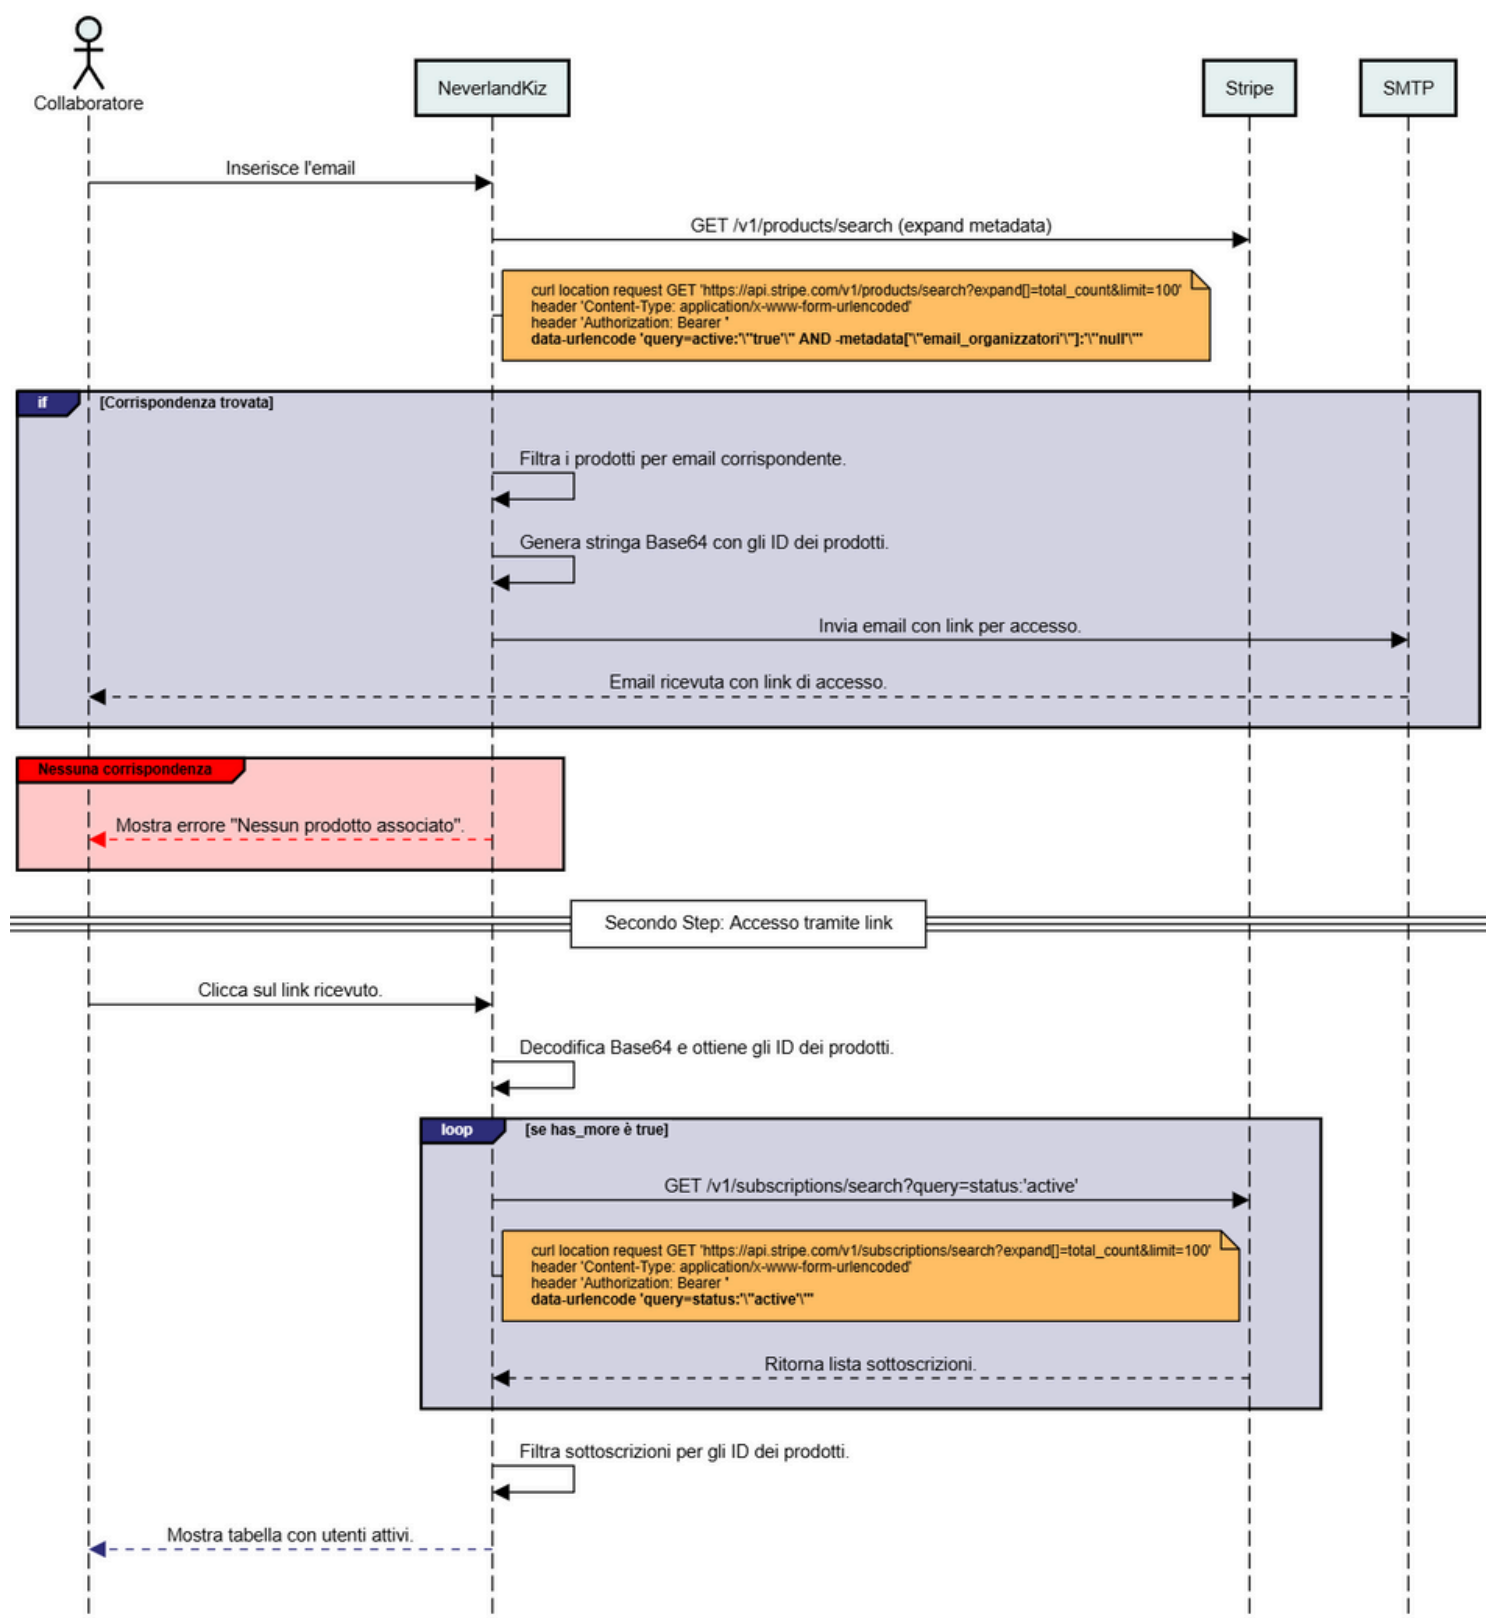 Collaboratore
NeverlandKiz
Stripe
SMTP
Inserisce l'email
GET /v1/products/search (expand metadata)
curl location request GET 'https://api.stripe.com/v1/products/search?expand[]=total_count&limit=100'
header 'Content-Type: application/x-www-form-urlencoded'
header 'Authorization: Bearer '
data-urlencode 'query=active:'\"true'\" AND -metadata['\"email_organizzatori'\"]:'\"null'\"'
if
[Corrispondenza trovata]
Filtra i prodotti per email corrispondente.
Genera stringa Base64 con gli ID dei prodotti.
Invia email con link per accesso.
Email ricevuta con link di accesso.
Nessuna corrispondenza
Mostra errore "Nessun prodotto associato".
Secondo Step: Accesso tramite link
Clicca sul link ricevuto.
Decodifica Base64 e ottiene gli ID dei prodotti.
loop
[se has_more è true]
GET /v1/subscriptions/search?query=status:'active'
curl location request GET 'https://api.stripe.com/v1/subscriptions/search?expand[]=total_count&limit=100'
header 'Content-Type: application/x-www-form-urlencoded'
header 'Authorization: Bearer '
data-urlencode 'query=status:'\"active'\"'
Ritorna lista sottoscrizioni.
Filtra sottoscrizioni per gli ID dei prodotti.
Mostra tabella con utenti attivi.